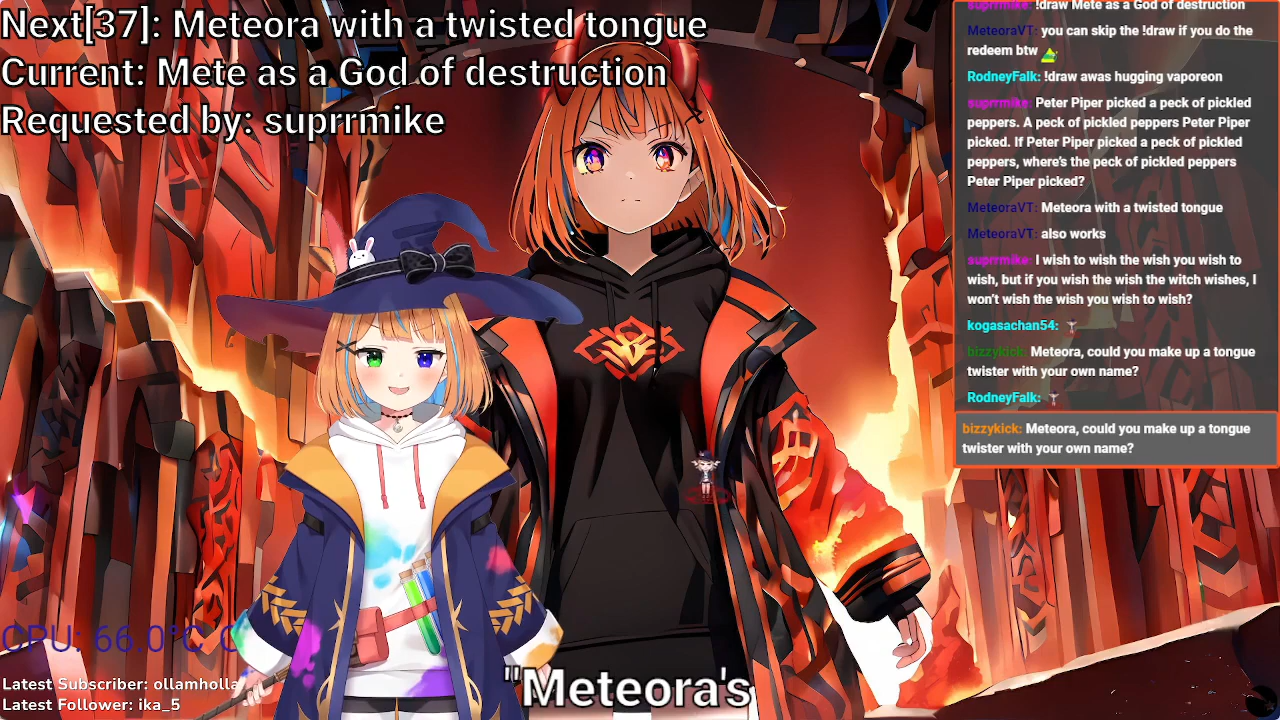 Next[37]: Meteora with a twisted tongue
Current: Mete as a God of destruction
Requested by: suprrmike
suprrmike: !draw Mete as a God of destruction
MeteoraVT: you can skip the !draw if you do the
redeem btw
RodneyFalk: !draw awas hugging vaporeon
suprrmike: Peter Piper picked a peck of pickled
peppers. A peck of pickled peppers Peter Piper
picked. If Peter Piper picked a peck of pickled
peppers, where's the peck of pickled peppers
Peter Piper picked?
MeteoraVT: Meteora with a twisted tongue
MeteoraVT: also works
suprrmike: I wish to wish the wish you wish to
wish, but if you wish the wish the witch wishes, I
won't wish the wish you wish to wish?
kogasachan54:
bizzykick: Meteora, could you make up a tongue
twister with your own name?
RodneyFalk:
bizzykick: Meteora, could you make up a tongue
twister with your own name?
CPU: 66.0°C C
Latest Subscriber: ollamholla
Latest Follower: ika_5
"Meteora's